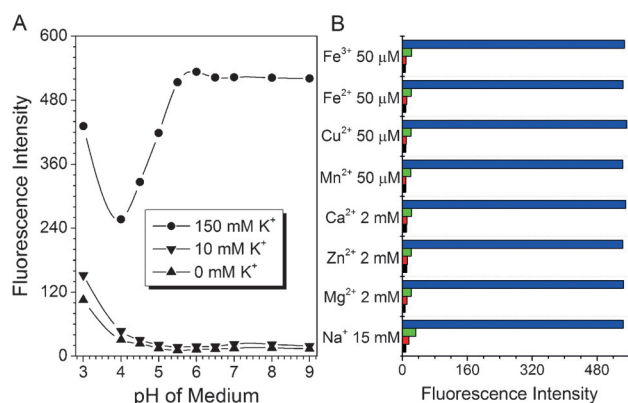 A
600
480
360
240
120
0
Fluorescence Intensity
150 mM K⁺
10 mM K⁺
0 mM K⁺
3 4 5 6 7 8 9
pH of Medium
B
Fe³⁺ 50 µM
Fe²⁺ 50 µM
Cu²⁺ 50 µM
Mn²⁺ 50 µM
Ca²⁺ 2 mM
Zn²⁺ 2 mM
Mg²⁺ 2 mM
Na⁺ 15 mM
0 160 320 480
Fluorescence Intensity